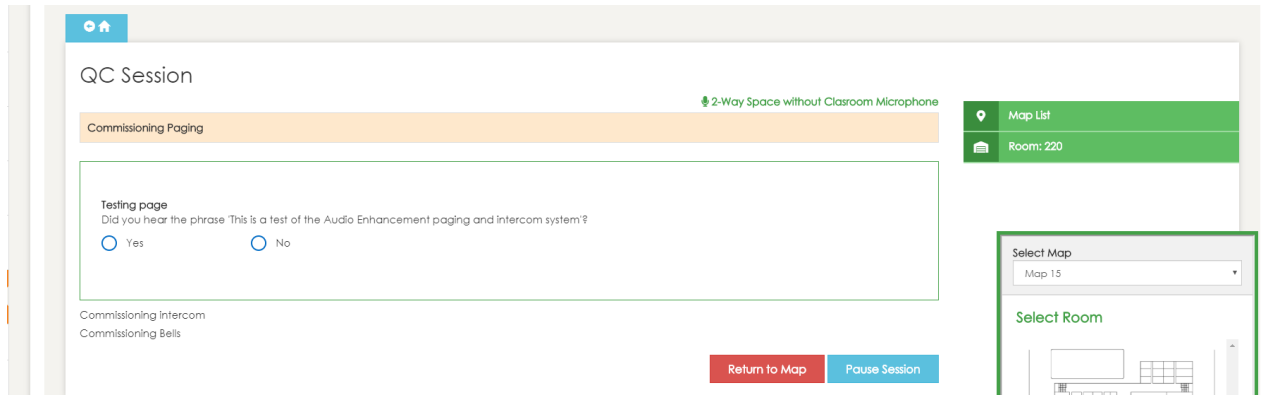 QC Session
2-Way Space without Clasroom Microphone
Commissioning Paging
Testing page
Did you hear the phrase 'This is a test of the Audio Enhancement paging and intercom system'?
Yes No
Commissioning intercom
Commissioning Bells
Return to Map Pause Session
Map List
Room: 220
Select Map
Map 15
Select Room